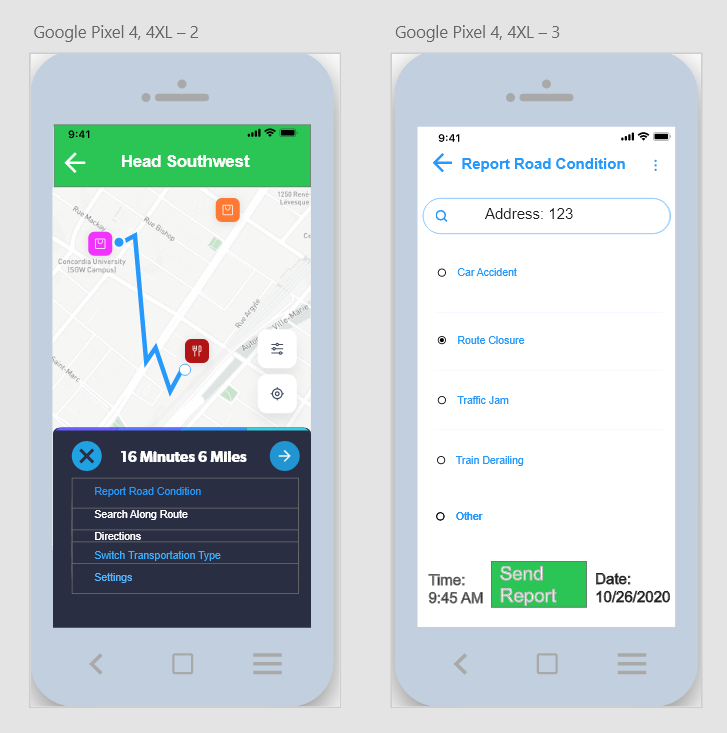 Google Pixel 4, 4XL – 2
9:41
Head Southwest
1250 René
Lévesque
Rue Mackay
Rue Bishop
Concordia University
(SGW Campus)
Ce
Rue Argyle
Ville-Marie
Auto
Saint-Marc
16 Minutes 6 Miles
Report Road Condition
Search Along Route
Directions
Switch Transportation Type
Settings
Google Pixel 4, 4XL – 3
9:41
Report Road Condition
Address: 123
Car Accident
Route Closure
Traffic Jam
Train Derailing
Other
Time:
9:45 AM
Send
Report
Date:
10/26/2020